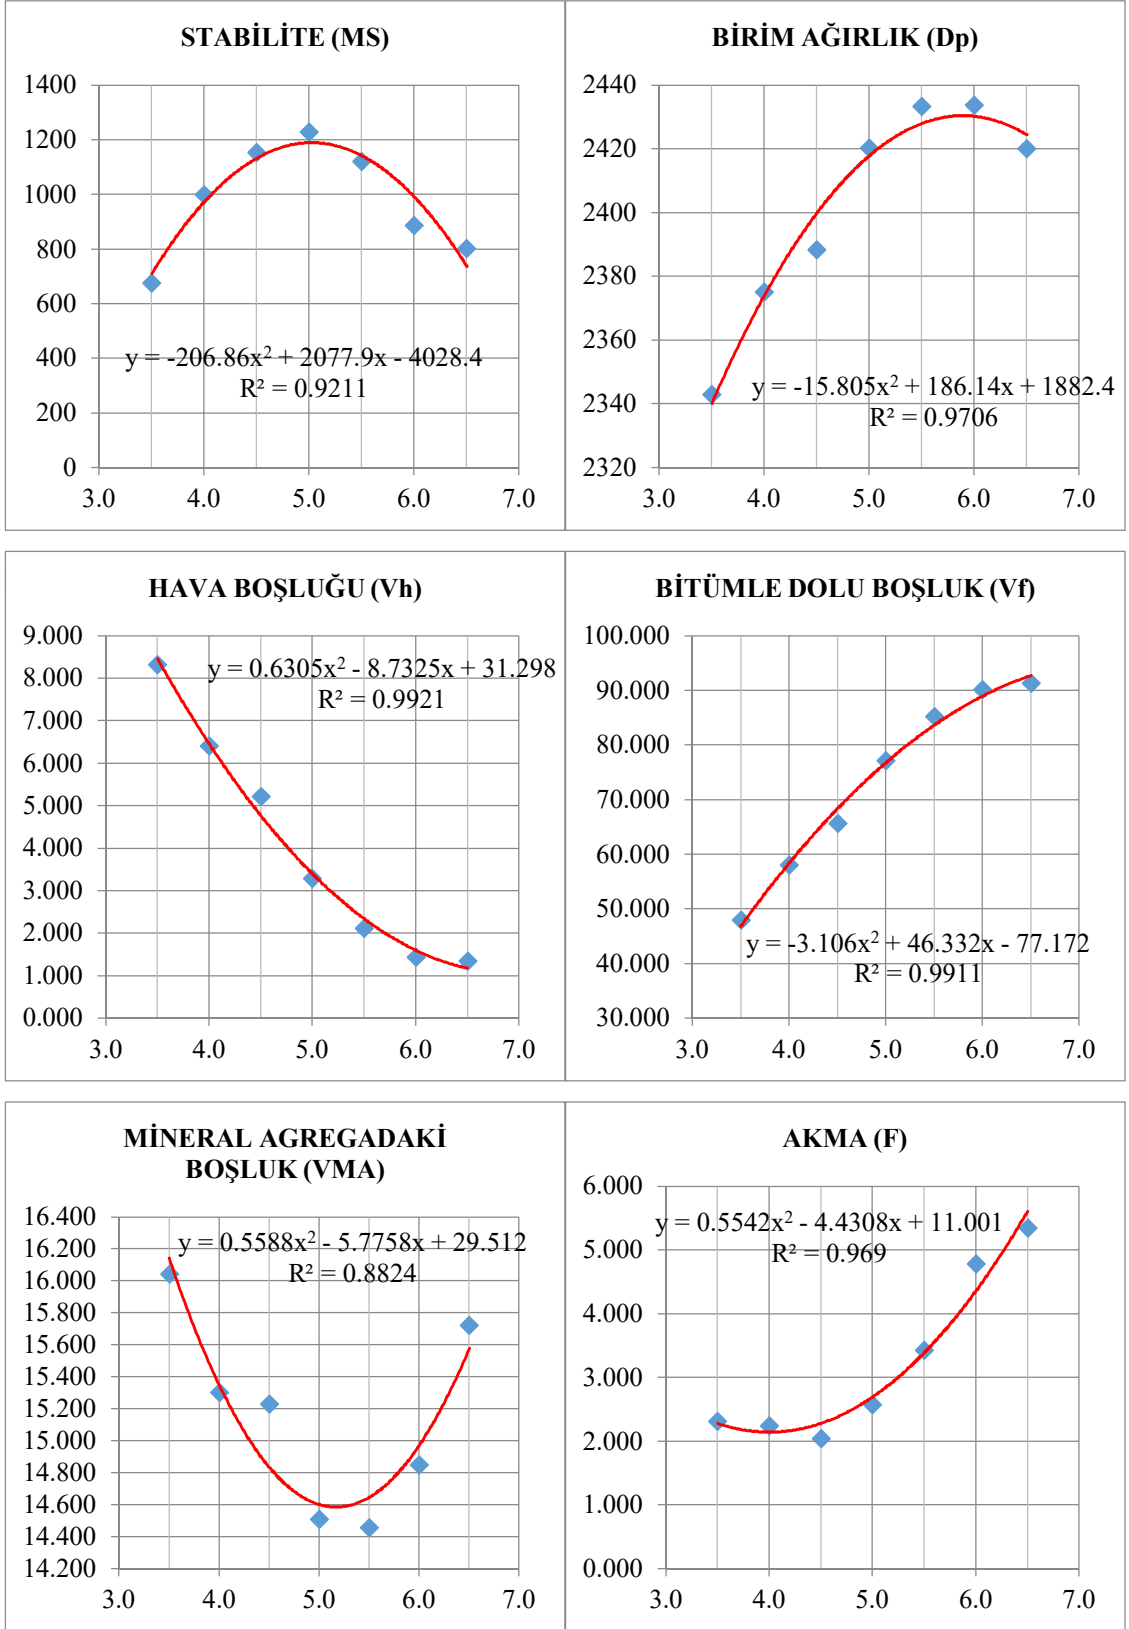 STABİLİTE (MS)
1400
1200
1000
800
600
400
200
0
3.0 4.0 5.0 6.0 7.0
y = -206.86x² + 2077.9x - 4028.4
R² = 0.9211
BİRİM AĞIRLIK (Dp)
2440
2420
2400
2380
2360
2340
2320
3.0 4.0 5.0 6.0 7.0
y = -15.805x² + 186.14x + 1882.4
R² = 0.9706
HAVA BOŞLUĞU (Vh)
9.000
8.000
7.000
6.000
5.000
4.000
3.000
2.000
1.000
0.000
3.0 4.0 5.0 6.0 7.0
y = 0.6305x² - 8.7325x + 31.298
R² = 0.9921
BİTÜMLE DOLU BOŞLUK (Vf)
100.000
90.000
80.000
70.000
60.000
50.000
40.000
30.000
3.0 4.0 5.0 6.0 7.0
y = -3.106x² + 46.332x - 77.172
R² = 0.9911
MİNERAL AGREGADAKİ
BOŞLUK (VMA)
16.400
16.200
16.000
15.800
15.600
15.400
15.200
15.000
14.800
14.600
14.400
14.200
3.0 4.0 5.0 6.0 7.0
y = 0.5588x² - 5.7758x + 29.512
R² = 0.8824
AKMA (F)
6.000
5.000
4.000
3.000
2.000
1.000
0.000
3.0 4.0 5.0 6.0 7.0
y = 0.5542x² - 4.4308x + 11.001
R² = 0.969